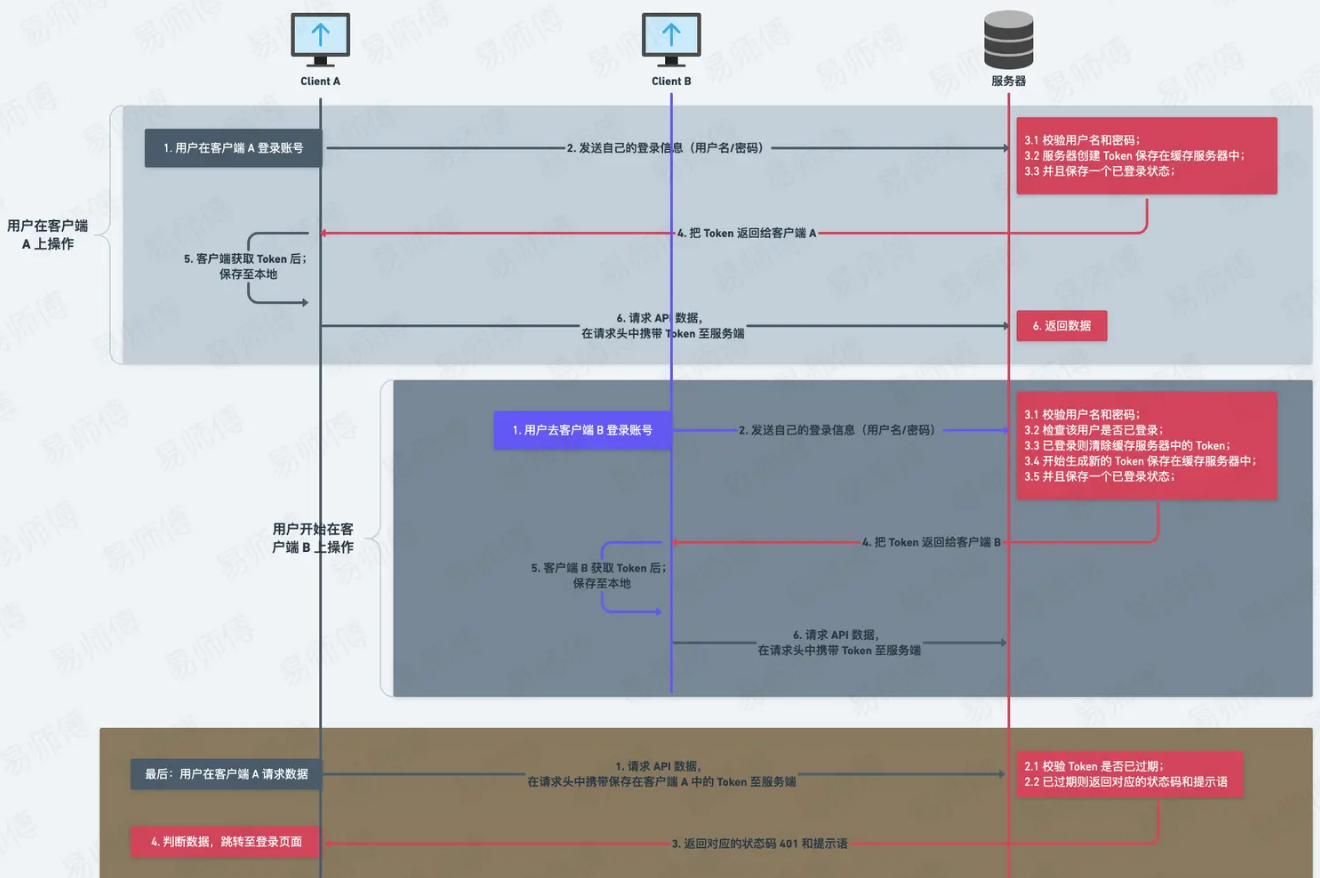 Client A
Client B
服务器
用户在客户端
A 上操作
1. 用户在客户端 A 登录账号
2. 发送自己的登录信息（用户名/密码）
3.1 校验用户名和密码；
3.2 服务器创建 Token 保存在缓存服务器中；
3.3 并且保存一个已登录状态；
4. 把 Token 返回给客户端 A
5. 客户端获取 Token 后；
保存至本地
6. 请求 API 数据，
在请求头中携带 Token 至服务端
6. 返回数据
用户开始在客
户端 B 上操作
1. 用户去客户端 B 登录账号
2. 发送自己的登录信息（用户名/密码）
3.1 校验用户名和密码；
3.2 检查该用户是否已登录；
3.3 已登录则清除缓存服务器中的 Token；
3.4 开始生成新的 Token 保存在缓存服务器中；
3.5 并且保存一个已登录状态；
4. 把 Token 返回给客户端 B
5. 客户端 B 获取 Token 后；
保存至本地
6. 请求 API 数据，
在请求头中携带 Token 至服务端
最后：用户在客户端 A 请求数据
1. 请求 API 数据，
在请求头中携带保存在客户端 A 中的 Token 至服务端
2.1 校验 Token 是否已过期；
2.2 已过期则返回对应的状态码和提示语
3. 返回对应的状态码 401 和提示语
4. 判断数据，跳转至登录页面
易师傅